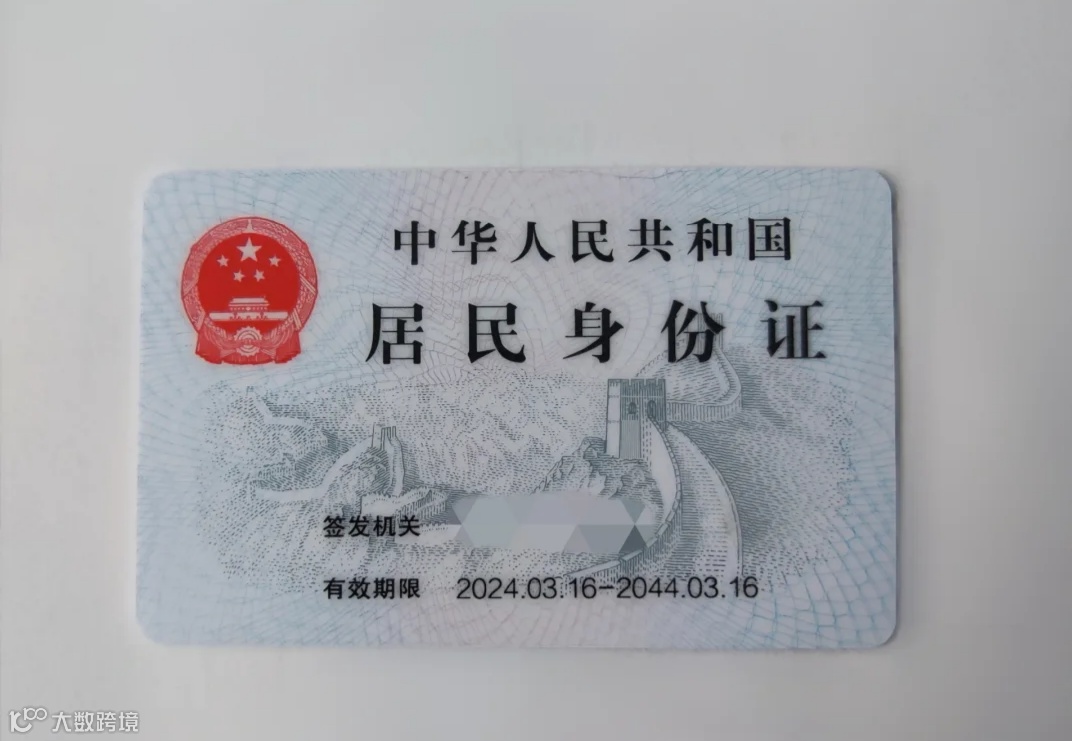 中华人民共和国
居民身份证
签发机关
有效期限 2024.03.16-2044.03.16
大数跨境